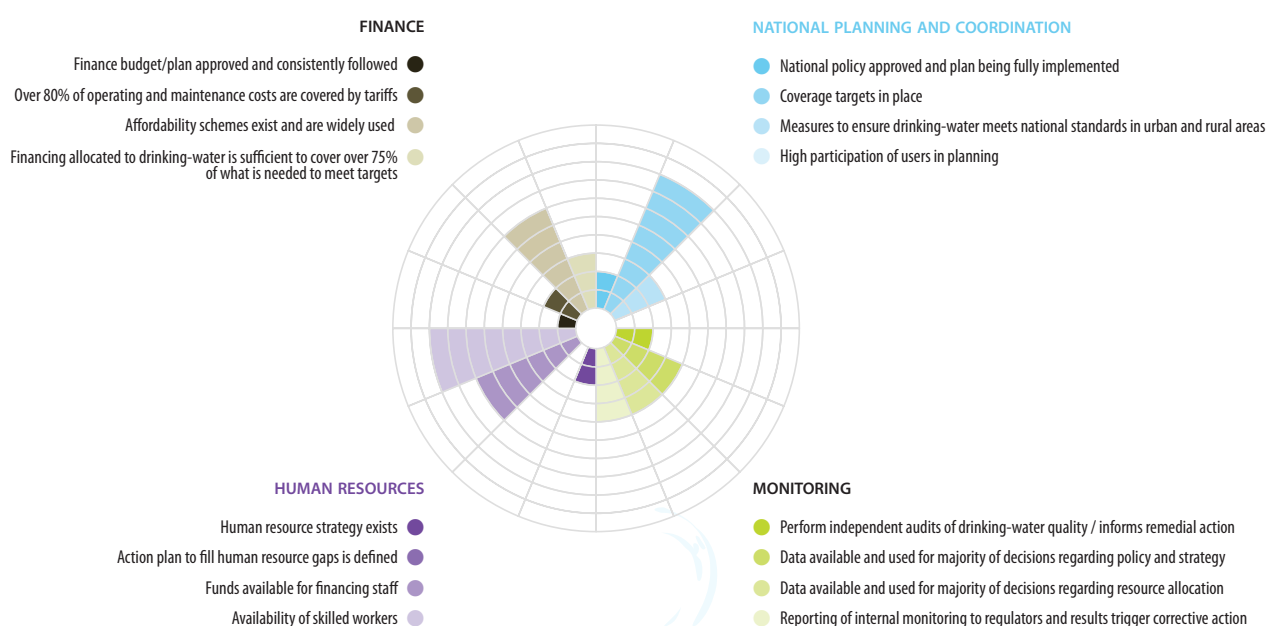 FINANCE
Finance budget/plan approved and consistently followed
Over 80% of operating and maintenance costs are covered by tariffs
Affordability schemes exist and are widely used
Financing allocated to drinking-water is sufficient to cover over 75%
of what is needed to meet targets
NATIONAL PLANNING AND COORDINATION
National policy approved and plan being fully implemented
Coverage targets in place
Measures to ensure drinking-water meets national standards in urban and rural areas
High participation of users in planning
HUMAN RESOURCES
Human resource strategy exists
Action plan to fill human resource gaps is defined
Funds available for financing staff
Availability of skilled workers
MONITORING
Perform independent audits of drinking-water quality / informs remedial action
Data available and used for majority of decisions regarding policy and strategy
Data available and used for majority of decisions regarding resource allocation
Reporting of internal monitoring to regulators and results trigger corrective action